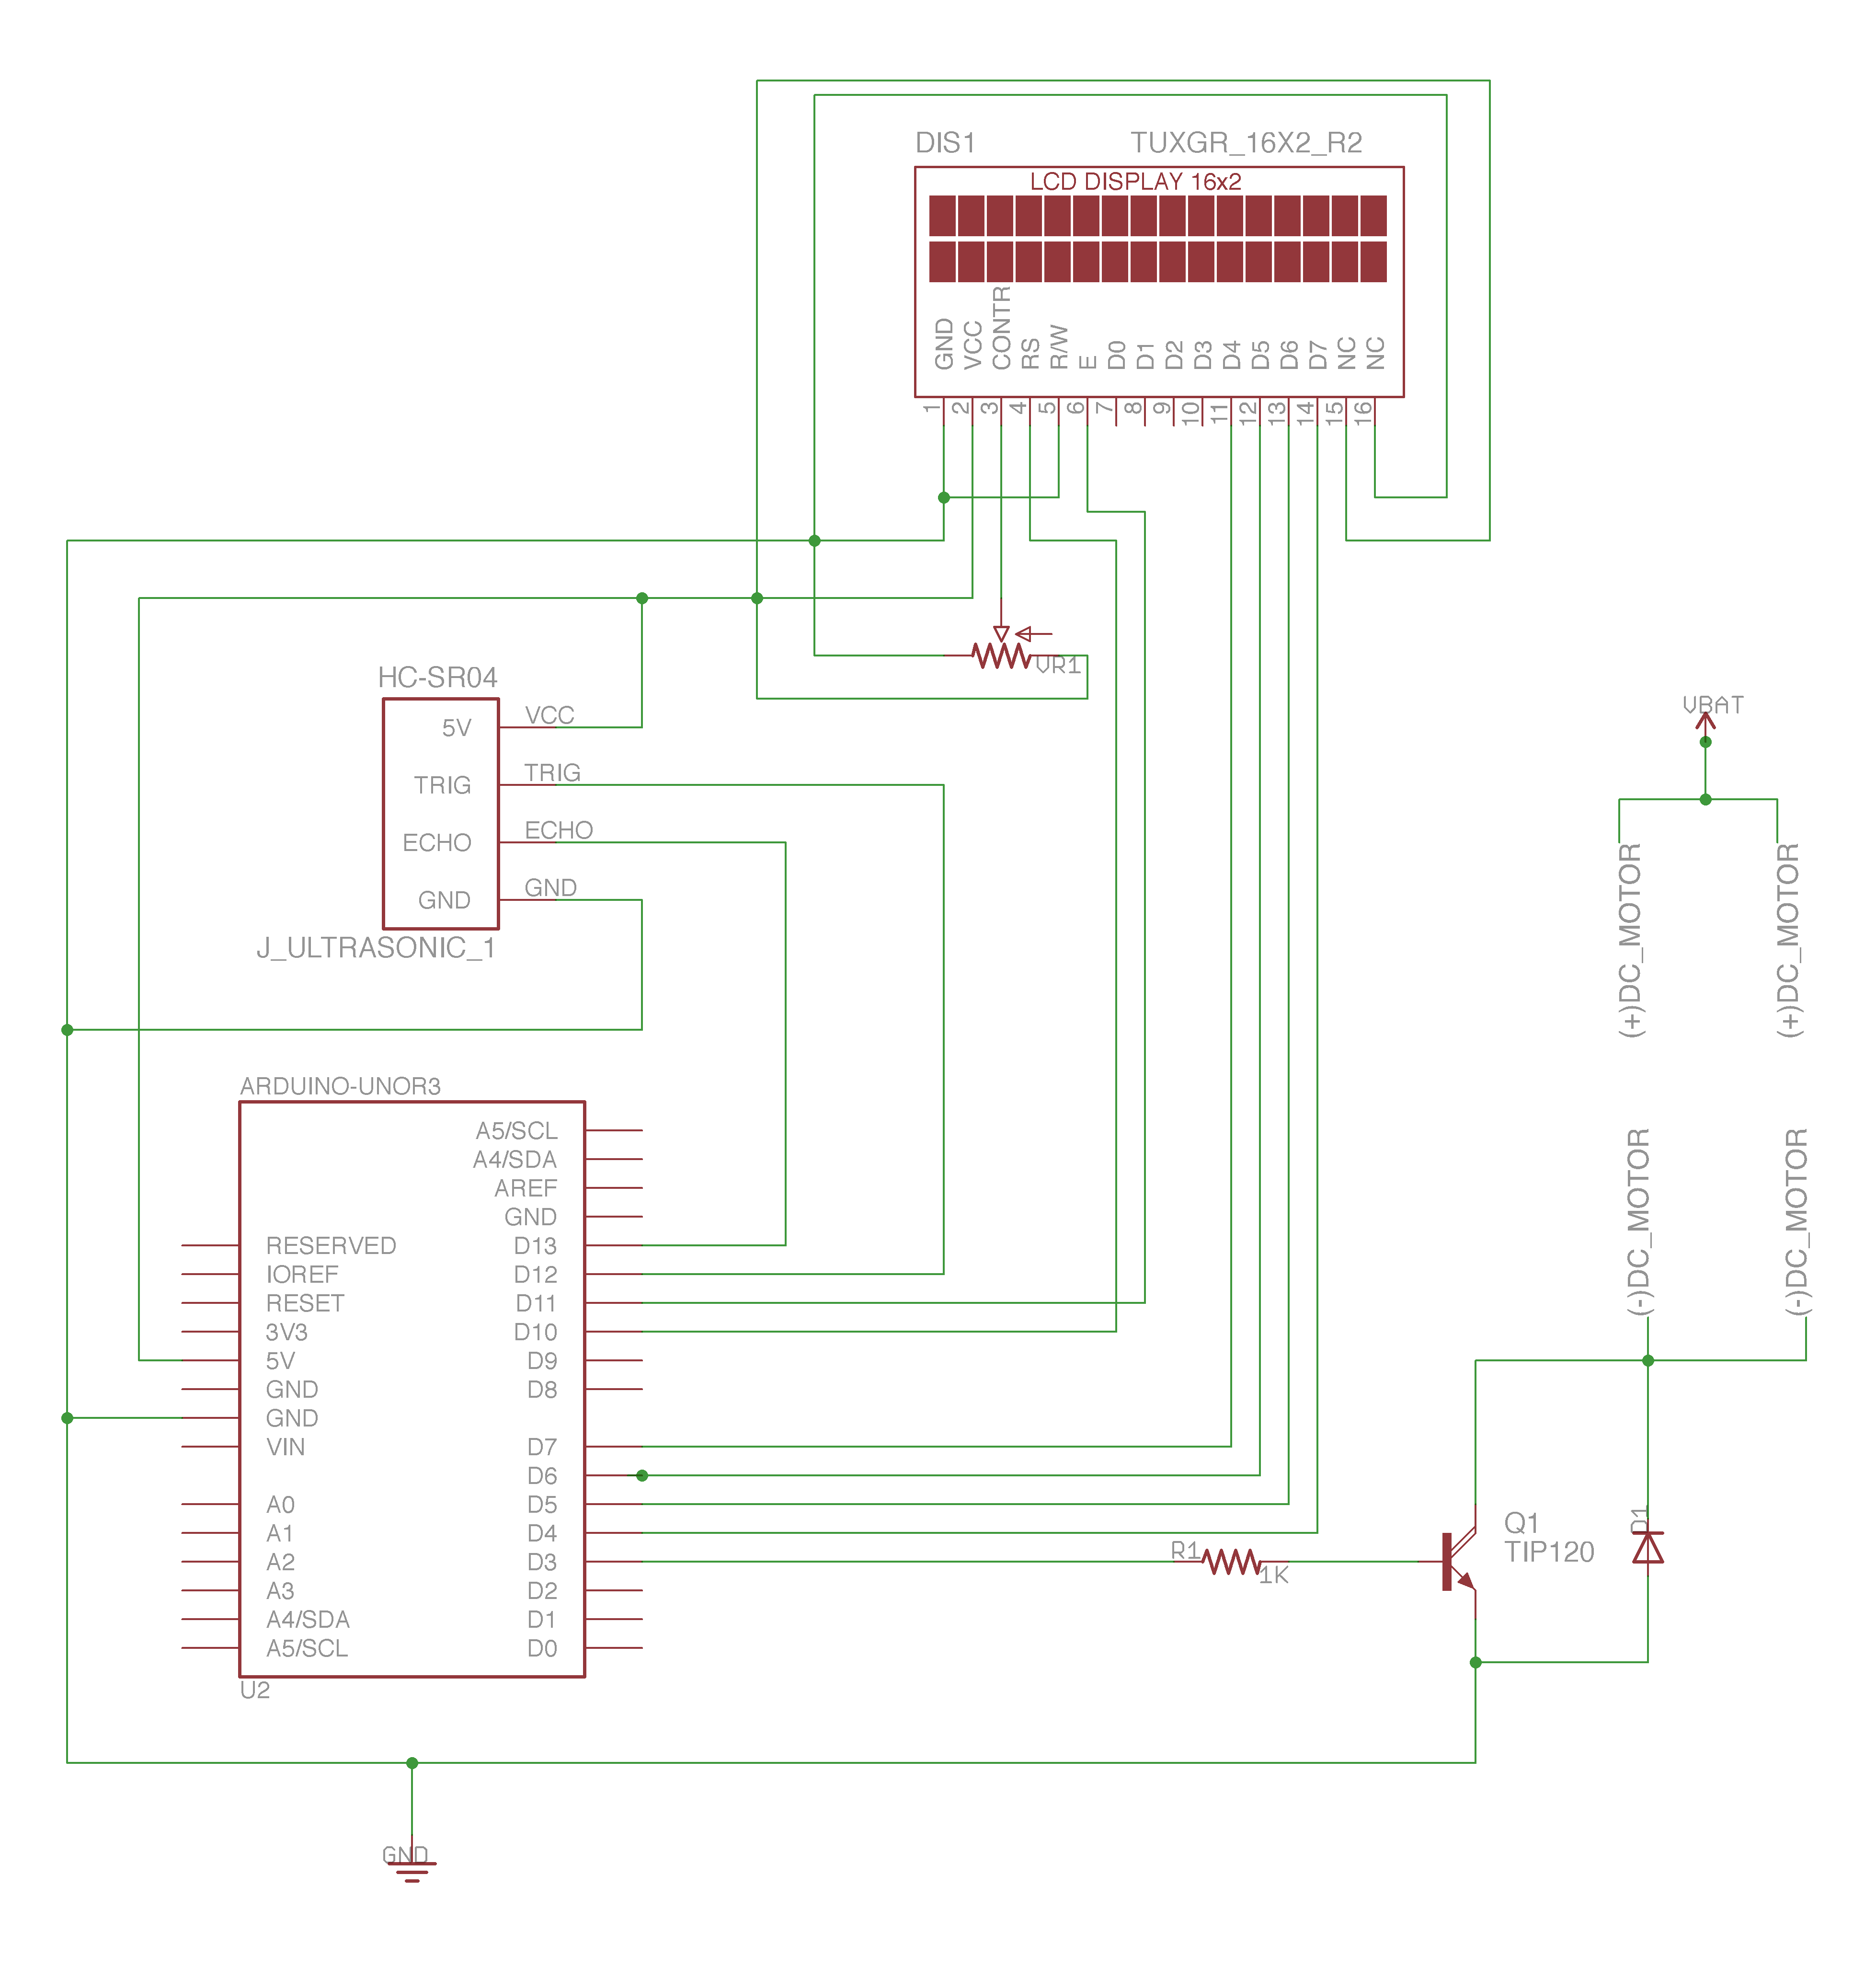 DIS1
TUXGR_16X2_R2
LCD DISPLAY 16x2
GND
VCC
CONTR
RS
R/W
E
D0
D1
D2
D3
D4
D5
D6
D7
NC
NC
1
2
3
4
5
6
7
8
9
10
11
12
13
14
15
16
VR1
HC-SR04
5V
VCC
TRIG
TRIG
ECHO
ECHO
GND
GND
J_ULTRASONIC_1
VBAT
(+)DC_MOTOR
(+)DC_MOTOR
(-)DC_MOTOR
(-)DC_MOTOR
ARDUINO-UNOR3
RESERVED
IOREF
RESET
3V3
5V
GND
GND
VIN
A0
A1
A2
A3
A4/SDA
A5/SCL
A5/SCL
A4/SDA
AREF
GND
D13
D12
D11
D10
D9
D8
D7
D6
D5
D4
D3
D2
D1
D0
U2
R1
1K
Q1
TIP120
D1
GND